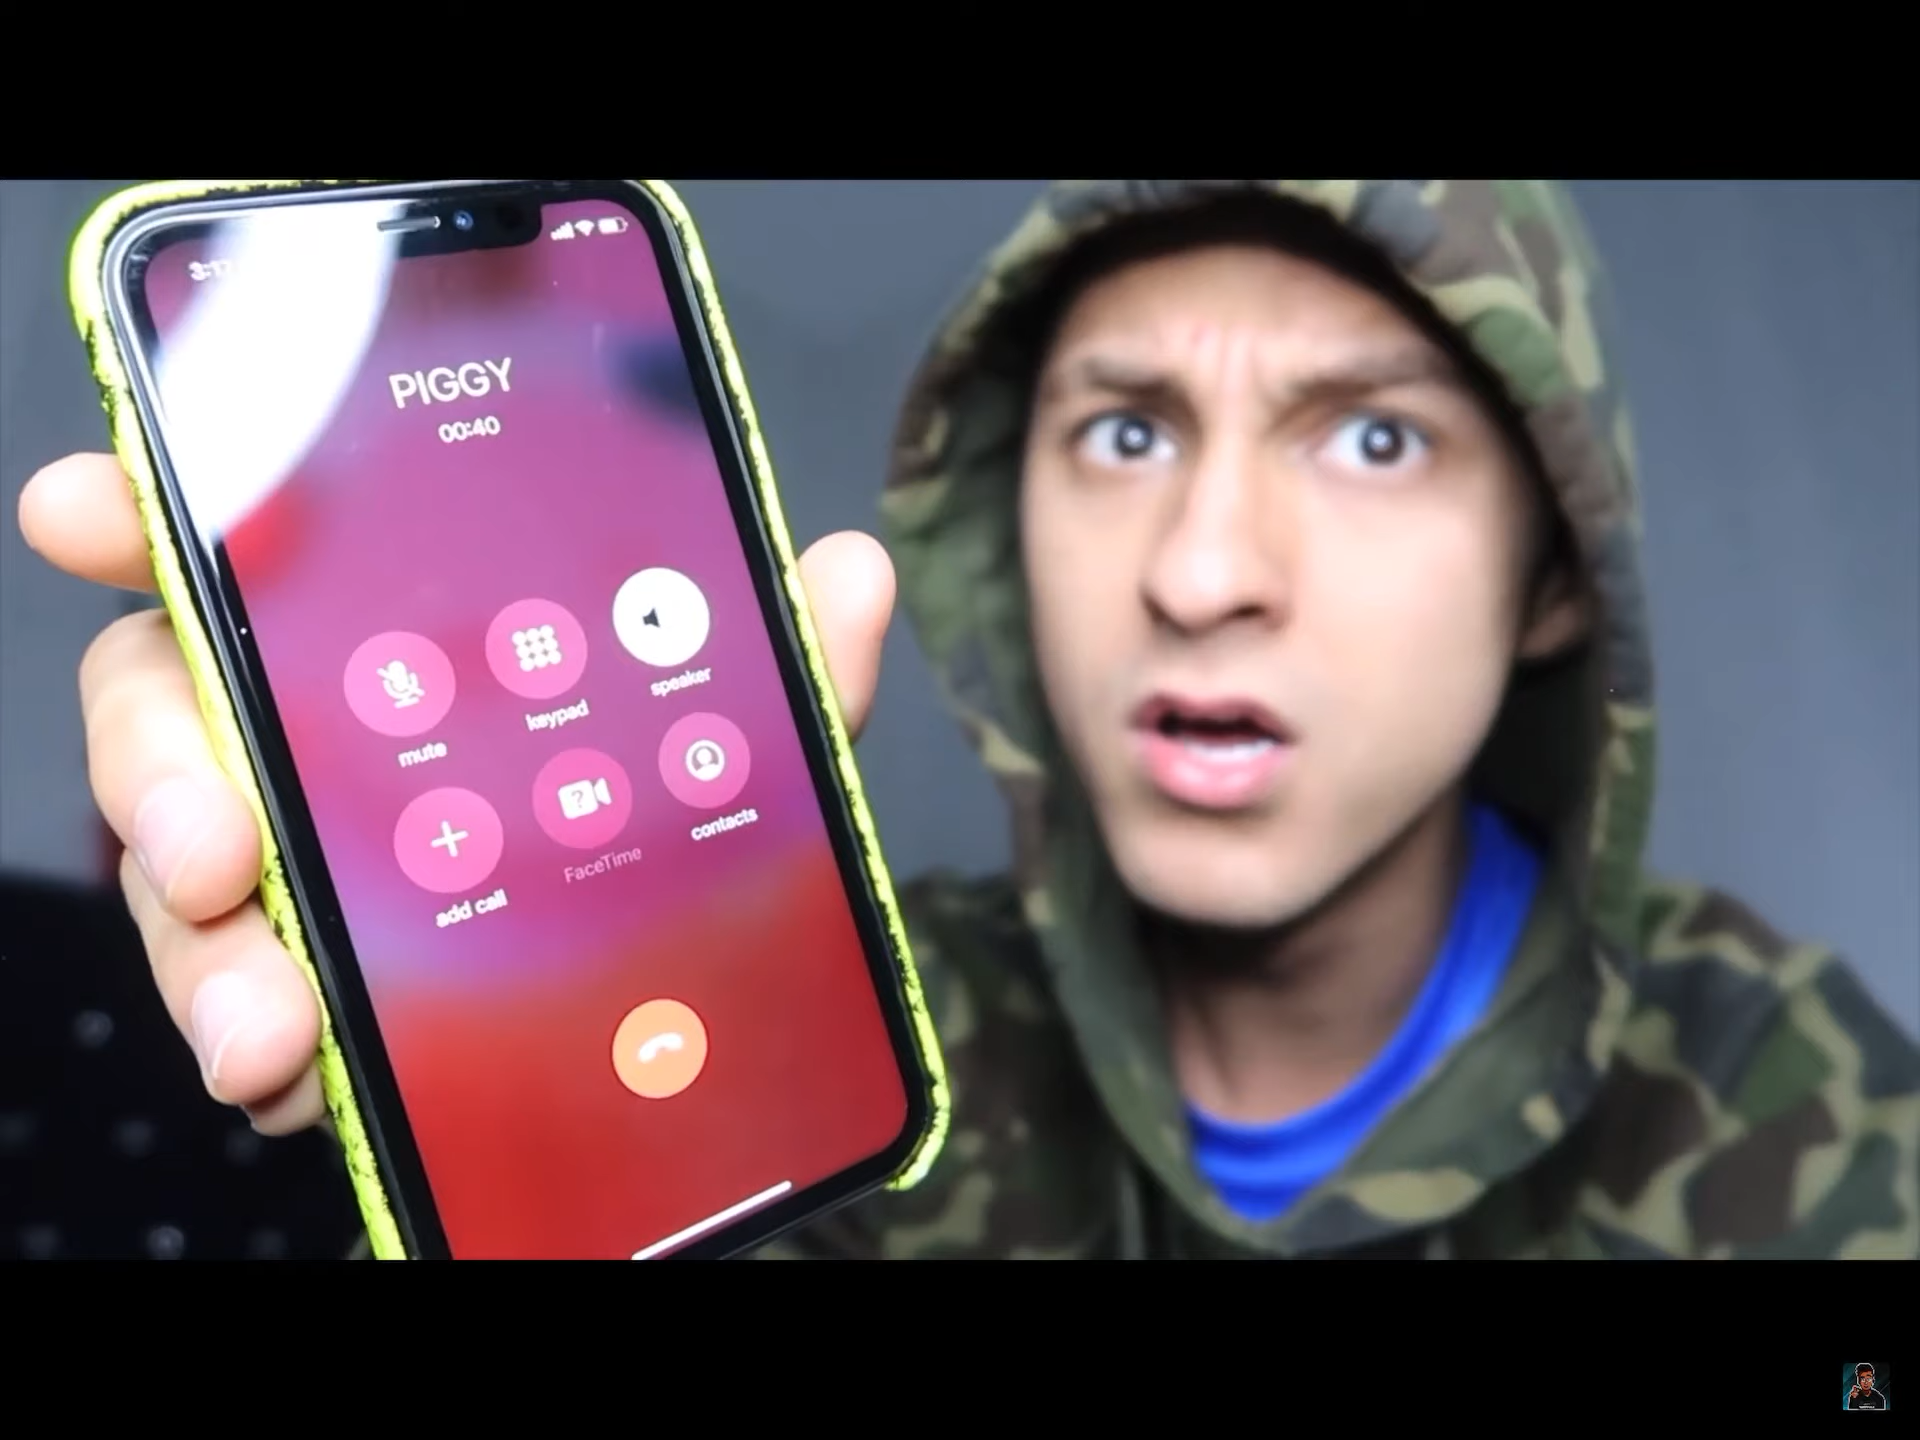 PIGGY
00:40
mute
keypad
speaker
add call
FaceTime
contacts